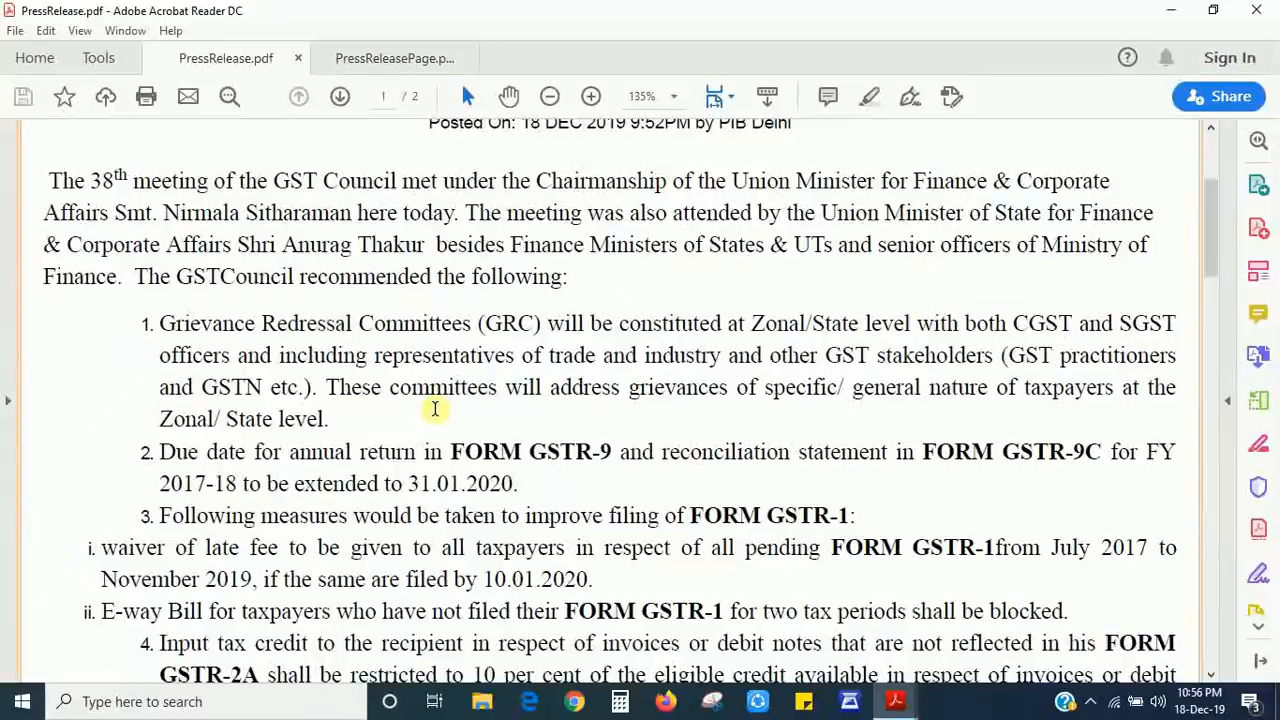 PressRelease.pdf - Adobe Acrobat Reader DC
File Edit View Window Help
Home Tools PressRelease.pdf × PressReleasePage.p... Sign In
1 / 2 135% Share
Posted On: 18 DEC 2019 9:52PM by PIB Delhi
The 38th meeting of the GST Council met under the Chairmanship of the Union Minister for Finance & Corporate
Affairs Smt. Nirmala Sitharaman here today. The meeting was also attended by the Union Minister of State for Finance
& Corporate Affairs Shri Anurag Thakur besides Finance Ministers of States & UTs and senior officers of Ministry of
Finance. The GSTCouncil recommended the following:
1. Grievance Redressal Committees (GRC) will be constituted at Zonal/State level with both CGST and SGST
officers and including representatives of trade and industry and other GST stakeholders (GST practitioners
and GSTN etc.). These committees will address grievances of specific/ general nature of taxpayers at the
Zonal/ State level.
2. Due date for annual return in FORM GSTR-9 and reconciliation statement in FORM GSTR-9C for FY
2017-18 to be extended to 31.01.2020.
3. Following measures would be taken to improve filing of FORM GSTR-1:
i. waiver of late fee to be given to all taxpayers in respect of all pending FORM GSTR-1from July 2017 to
November 2019, if the same are filed by 10.01.2020.
ii. E-way Bill for taxpayers who have not filed their FORM GSTR-1 for two tax periods shall be blocked.
4. Input tax credit to the recipient in respect of invoices or debit notes that are not reflected in his FORM
GSTR-2A shall be restricted to 10 per cent of the eligible credit available in respect of invoices or debit
Type here to search
10:56 PM
18-Dec-19
3